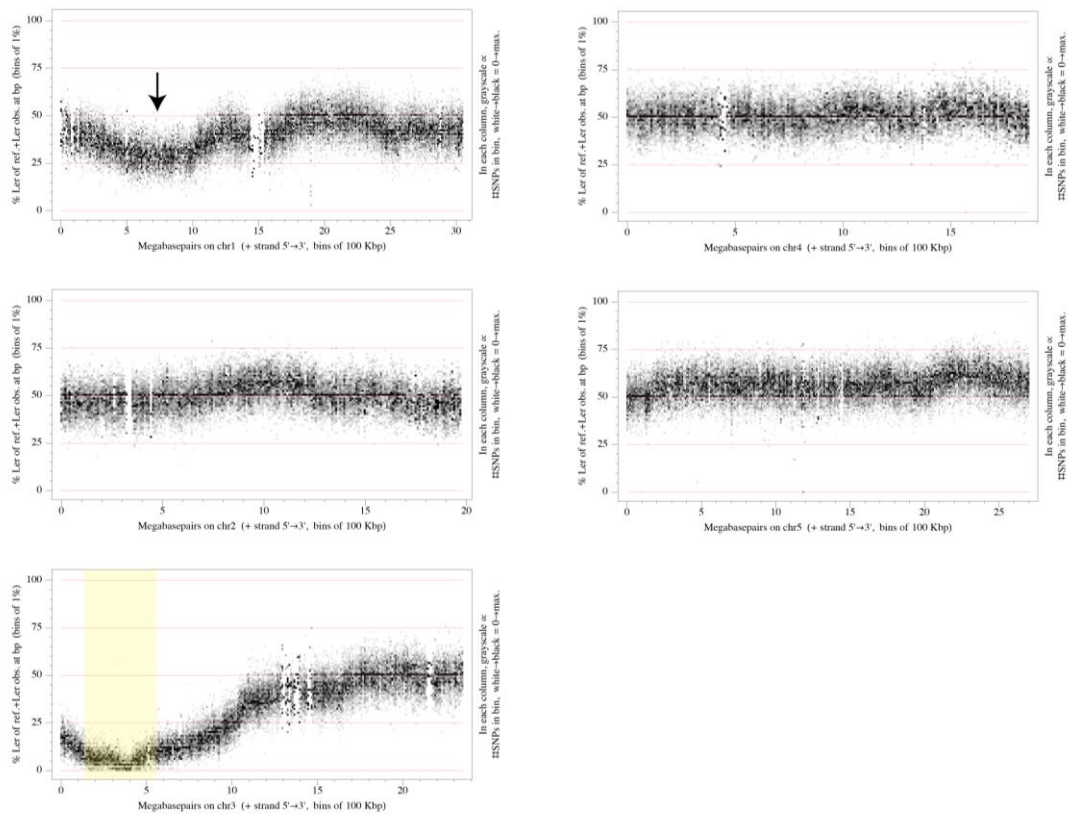 100
75
50
25
0
% Ler of ref.+Ler obs. at bp (bins of 1%)
0 5 10 15 20 25 30
Megabasepairs on chr1 (+ strand 5'→3', bins of 100 Kbp)
In each column, grayscale ∝
♯SNPs in bin, white→black = 0→max.
100
75
50
25
0
% Ler of ref.+Ler obs. at bp (bins of 1%)
0 5 10 15
Megabasepairs on chr4 (+ strand 5'→3', bins of 100 Kbp)
In each column, grayscale ∝
♯SNPs in bin, white→black = 0→max.
100
75
50
25
0
% Ler of ref.+Ler obs. at bp (bins of 1%)
0 5 10 15 20
Megabasepairs on chr2 (+ strand 5'→3', bins of 100 Kbp)
In each column, grayscale ∝
♯SNPs in bin, white→black = 0→max.
100
75
50
25
0
% Ler of ref.+Ler obs. at bp (bins of 1%)
0 5 10 15 20 25
Megabasepairs on chr5 (+ strand 5'→3', bins of 100 Kbp)
In each column, grayscale ∝
♯SNPs in bin, white→black = 0→max.
100
75
50
25
0
% Ler of ref.+Ler obs. at bp (bins of 1%)
0 5 10 15 20
Megabasepairs on chr3 (+ strand 5'→3', bins of 100 Kbp)
In each column, grayscale ∝
♯SNPs in bin, white→black = 0→max.